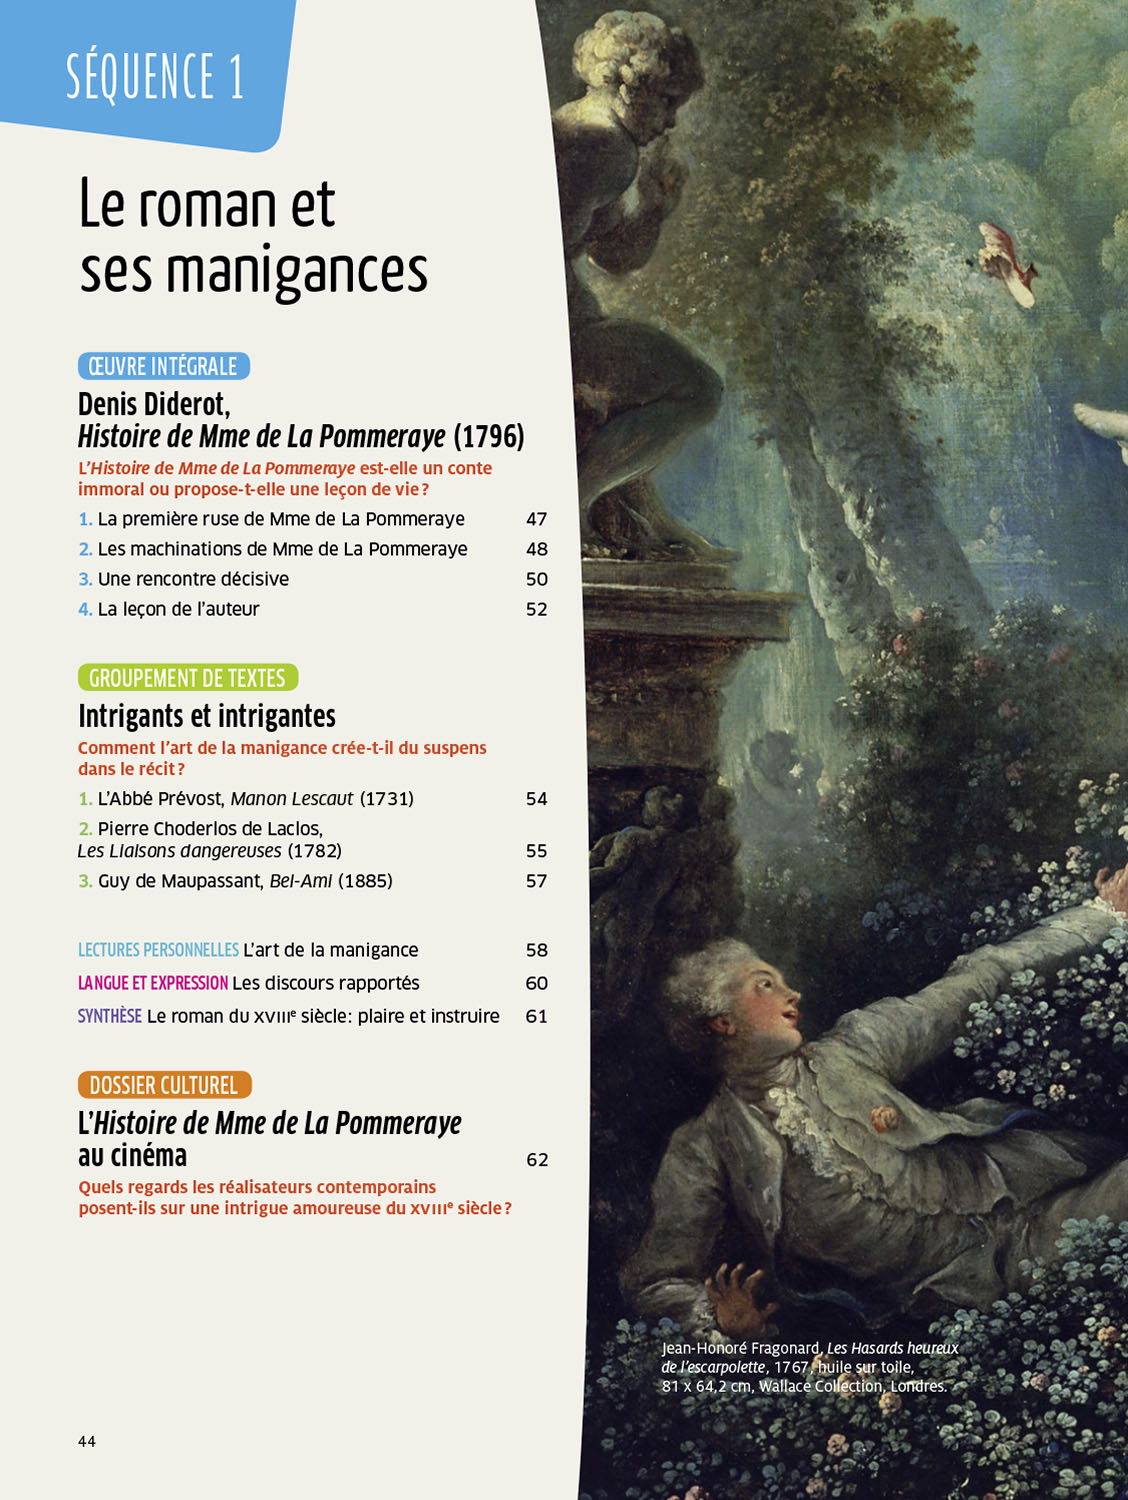 SÉQUENCE 1
Le roman et
ses manigances
ŒUVRE INTÉGRALE
Denis Diderot,
Histoire de Mme de La Pommeraye (1796)
L’Histoire de Mme de La Pommeraye est-elle un conte
immoral ou propose-t-elle une leçon de vie ?
1. La première ruse de Mme de La Pommeraye 47
2. Les machinations de Mme de La Pommeraye 48
3. Une rencontre décisive 50
4. La leçon de l’auteur 52
GROUPEMENT DE TEXTES
Intrigants et intrigantes
Comment l’art de la manigance crée-t-il du suspens
dans le récit ?
1. L’Abbé Prévost, Manon Lescaut (1731) 54
2. Pierre Choderlos de Laclos,
Les Liaisons dangereuses (1782) 55
3. Guy de Maupassant, Bel-Ami (1885) 57
LECTURES PERSONNELLES L’art de la manigance 58
LANGUE ET EXPRESSION Les discours rapportés 60
SYNTHÈSE Le roman du XVIIIe siècle : plaire et instruire 61
DOSSIER CULTUREL
L’Histoire de Mme de La Pommeraye
au cinéma 62
Quels regards les réalisateurs contemporains
posent-ils sur une intrigue amoureuse du XVIIIe siècle ?
Jean-Honoré Fragonard, Les Hasards heureux
de l’escarpolette, 1767, huile sur toile,
81 x 64,2 cm, Wallace Collection, Londres.
44